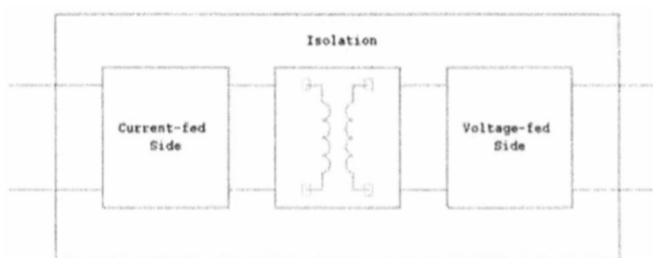 Isolation
Current-fed
Side
Voltage-fed
Side